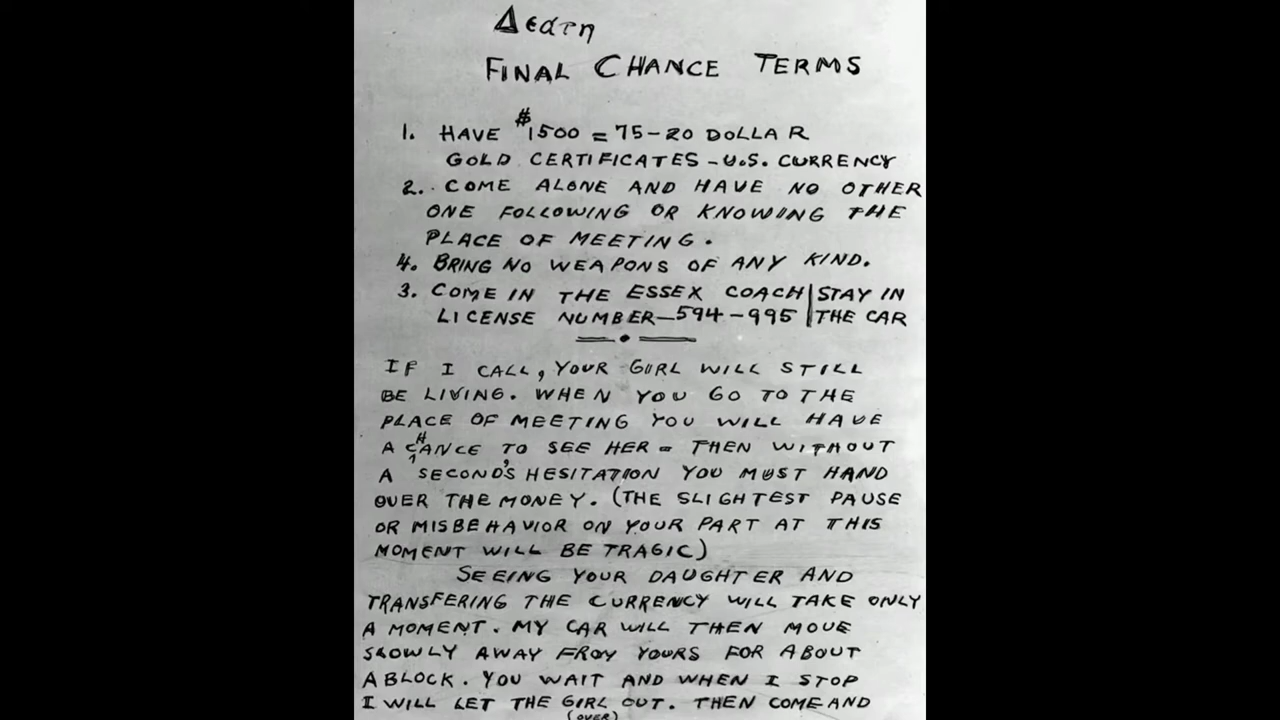 Δεατη
FINAL CHANCE TERMS
1. HAVE $1500 = 75-20 DOLLAR
GOLD CERTIFICATES - U.S. CURRENCY
2. COME ALONE AND HAVE NO OTHER
ONE FOLLOWING OR KNOWING THE
PLACE OF MEETING.
4. BRING NO WEAPONS OF ANY KIND.
3. COME IN THE ESSEX COACH | STAY IN
LICENSE NUMBER - 594-995 | THE CAR
IF I CALL, YOUR GIRL WILL STILL
BE LIVING. WHEN YOU GO TO THE
PLACE OF MEETING YOU WILL HAVE
A CHANCE TO SEE HER - THEN WITHOUT
A SECOND'S HESITATION YOU MUST HAND
OVER THE MONEY. (THE SLIGHTEST PAUSE
OR MISBEHAVIOR ON YOUR PART AT THIS
MOMENT WILL BE TRAGIC)
SEEING YOUR DAUGHTER AND
TRANSFERING THE CURRENCY WILL TAKE ONLY
A MOMENT. MY CAR WILL THEN MOVE
SLOWLY AWAY FROM YOURS FOR ABOUT
A BLOCK. YOU WAIT AND WHEN I STOP
I WILL LET THE GIRL OUT. THEN COME AND
(OVER)